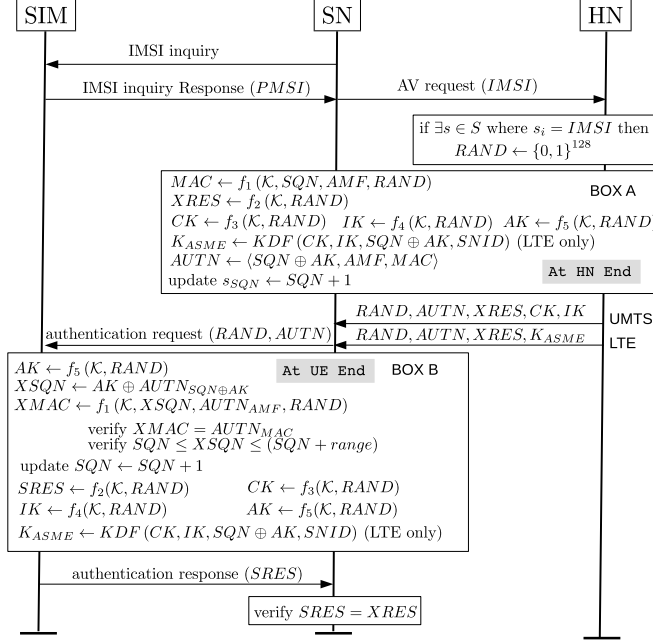 SIM SN HN
IMSI inquiry
IMSI inquiry Response (PMSI) AV request (IMSI)
if ∃s ∈ S where s_i = IMSI then
RAND ← {0,1}^128
MAC ← f_1 (K, SQN, AMF, RAND)
BOX A
XRES ← f_2 (K, RAND)
CK ← f_3 (K, RAND) IK ← f_4 (K, RAND) AK ← f_5 (K, RAND)
K_ASME ← KDF (CK, IK, SQN ⊕ AK, SNID) (LTE only)
AUTN ← ⟨SQN ⊕ AK, AMF, MAC⟩
At HN End
update s_SQN ← SQN + 1
RAND, AUTN, XRES, CK, IK UMTS
authentication request (RAND, AUTN) RAND, AUTN, XRES, K_ASME LTE
AK ← f_5 (K, RAND) At UE End BOX B
XSQN ← AK ⊕ AUTN_SQN⊕AK
XMAC ← f_1 (K, XSQN, AUTN_AMF, RAND)
verify XMAC = AUTN_MAC
verify SQN ≤ XSQN ≤ (SQN + range)
update SQN ← SQN + 1
SRES ← f_2(K, RAND) CK ← f_3(K, RAND)
IK ← f_4(K, RAND) AK ← f_5(K, RAND)
K_ASME ← KDF (CK, IK, SQN ⊕ AK, SNID) (LTE only)
authentication response (SRES)
verify SRES = XRES